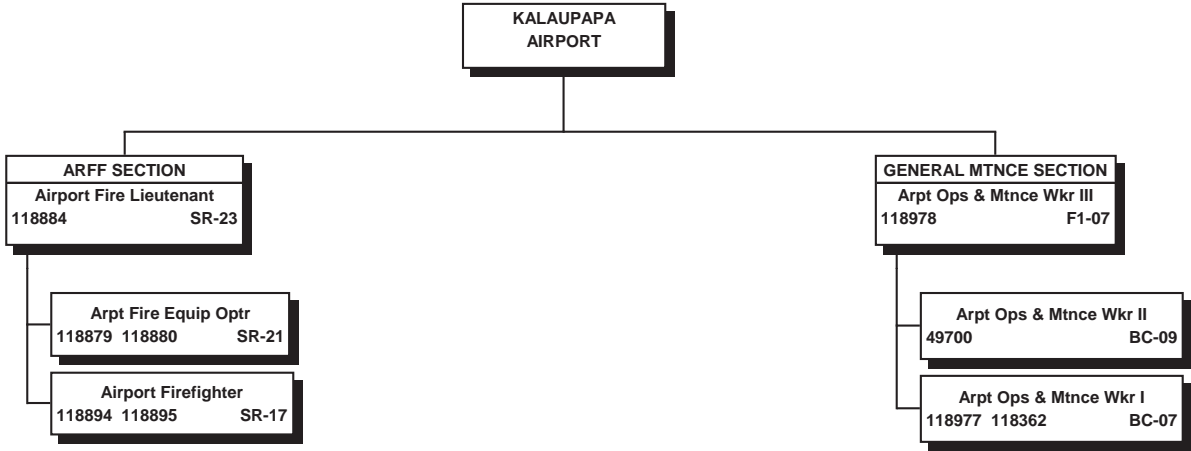 KALAUPAPA
AIRPORT
ARFF SECTION
Airport Fire Lieutenant
118884 SR-23
Arpt Fire Equip Optr
118879 118880 SR-21
Airport Firefighter
118894 118895 SR-17
GENERAL MTNCE SECTION
Arpt Ops & Mtnce Wkr III
118978 F1-07
Arpt Ops & Mtnce Wkr II
49700 BC-09
Arpt Ops & Mtnce Wkr I
118977 118362 BC-07